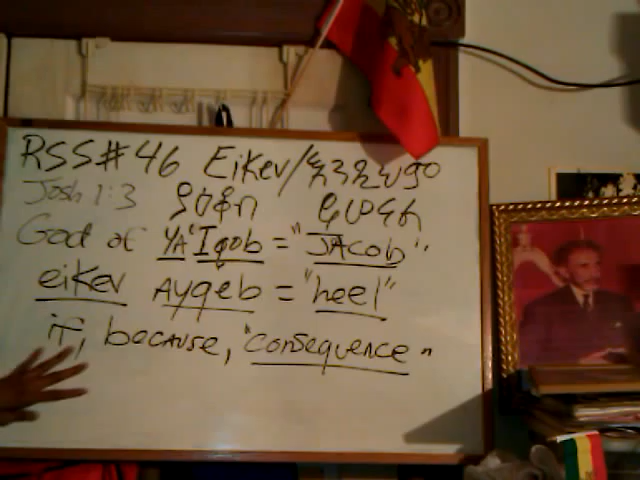 RSS#46 Eikev/
Josh 1:3
God of YA'Iqob = "JAcob"
eikev Ayqeb = "heel"
if, because, "consequence"